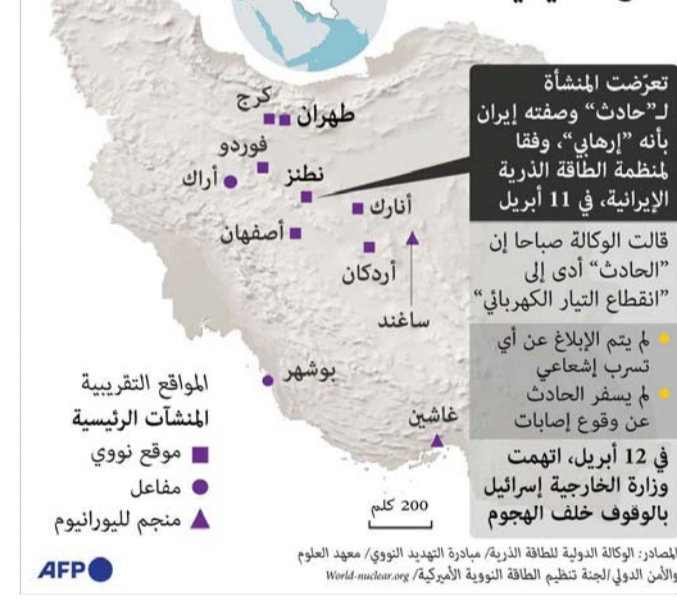 تعرّضت المنشأة
لـ"حادث" وصفته إيران
بأنه "إرهابي"، وفقا
لمنظمة الطاقة الذرية
الإيرانية، في 11 أبريل
قالت الوكالة صباحا إن
"الحادث" أدى إلى
"انقطاع التيار الكهربائي"
لم يتم الإبلاغ عن أي
تسرب إشعاعي
لم يسفر الحادث
عن وقوع إصابات
في 12 أبريل، اتهمت
وزارة الخارجية إسرائيل
بالوقوف خلف الهجوم
كرج
طهران
فوردو
أراك
نطنز
أنارك
أصفهان
أردكان
ساغند
بوشهر
غاشين
المواقع التقريبية
المنشآت الرئيسية
موقع نووي
مفاعل
منجم لليورانيوم
200 كلم
المصادر: الوكالة الدولية للطاقة الذرية/ مبادرة التهديد النووي/ معهد العلوم
والأمن الدولي/لجنة تنظيم الطاقة النووية الأميركية/ World-nuclear.org
AFP